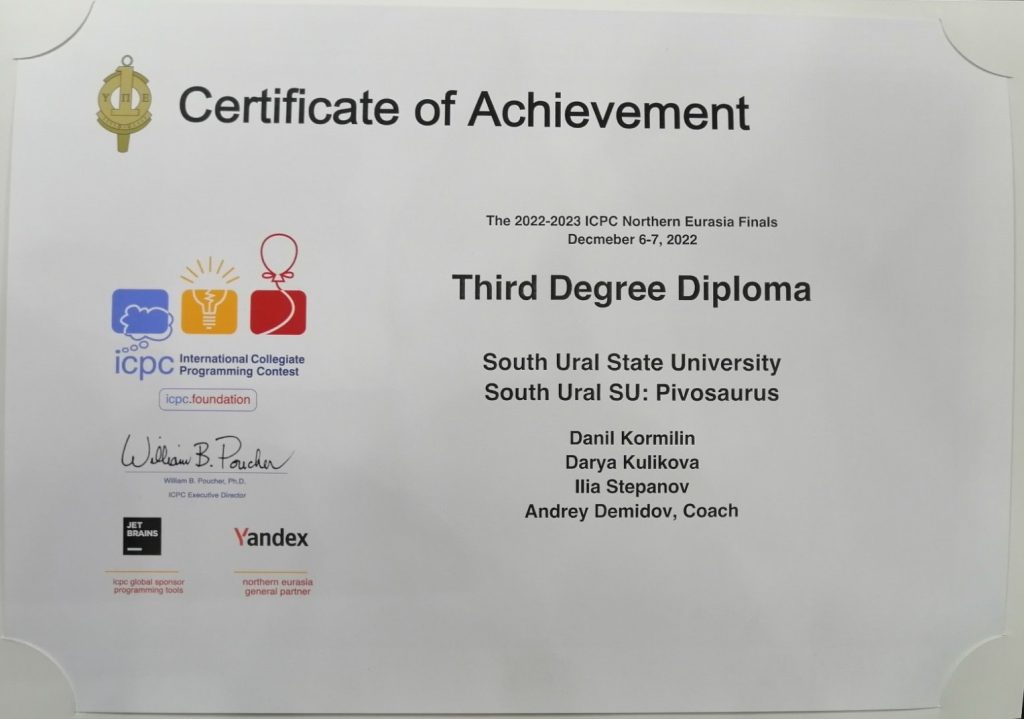 Certificate of Achievement
Υ Π Ε
The 2022-2023 ICPC Northern Eurasia Finals
Decmeber 6-7, 2022
Third Degree Diploma
South Ural State University
South Ural SU: Pivosaurus
Danil Kormilin
Darya Kulikova
Ilia Stepanov
Andrey Demidov, Coach
icpc
International Collegiate
Programming Contest
icpc.foundation
William B. Poucher
William B. Poucher, Ph.D.
ICPC Executive Director
JET
BRAINS
icpc global sponsor
programming tools
Yandex
northern eurasia
general partner